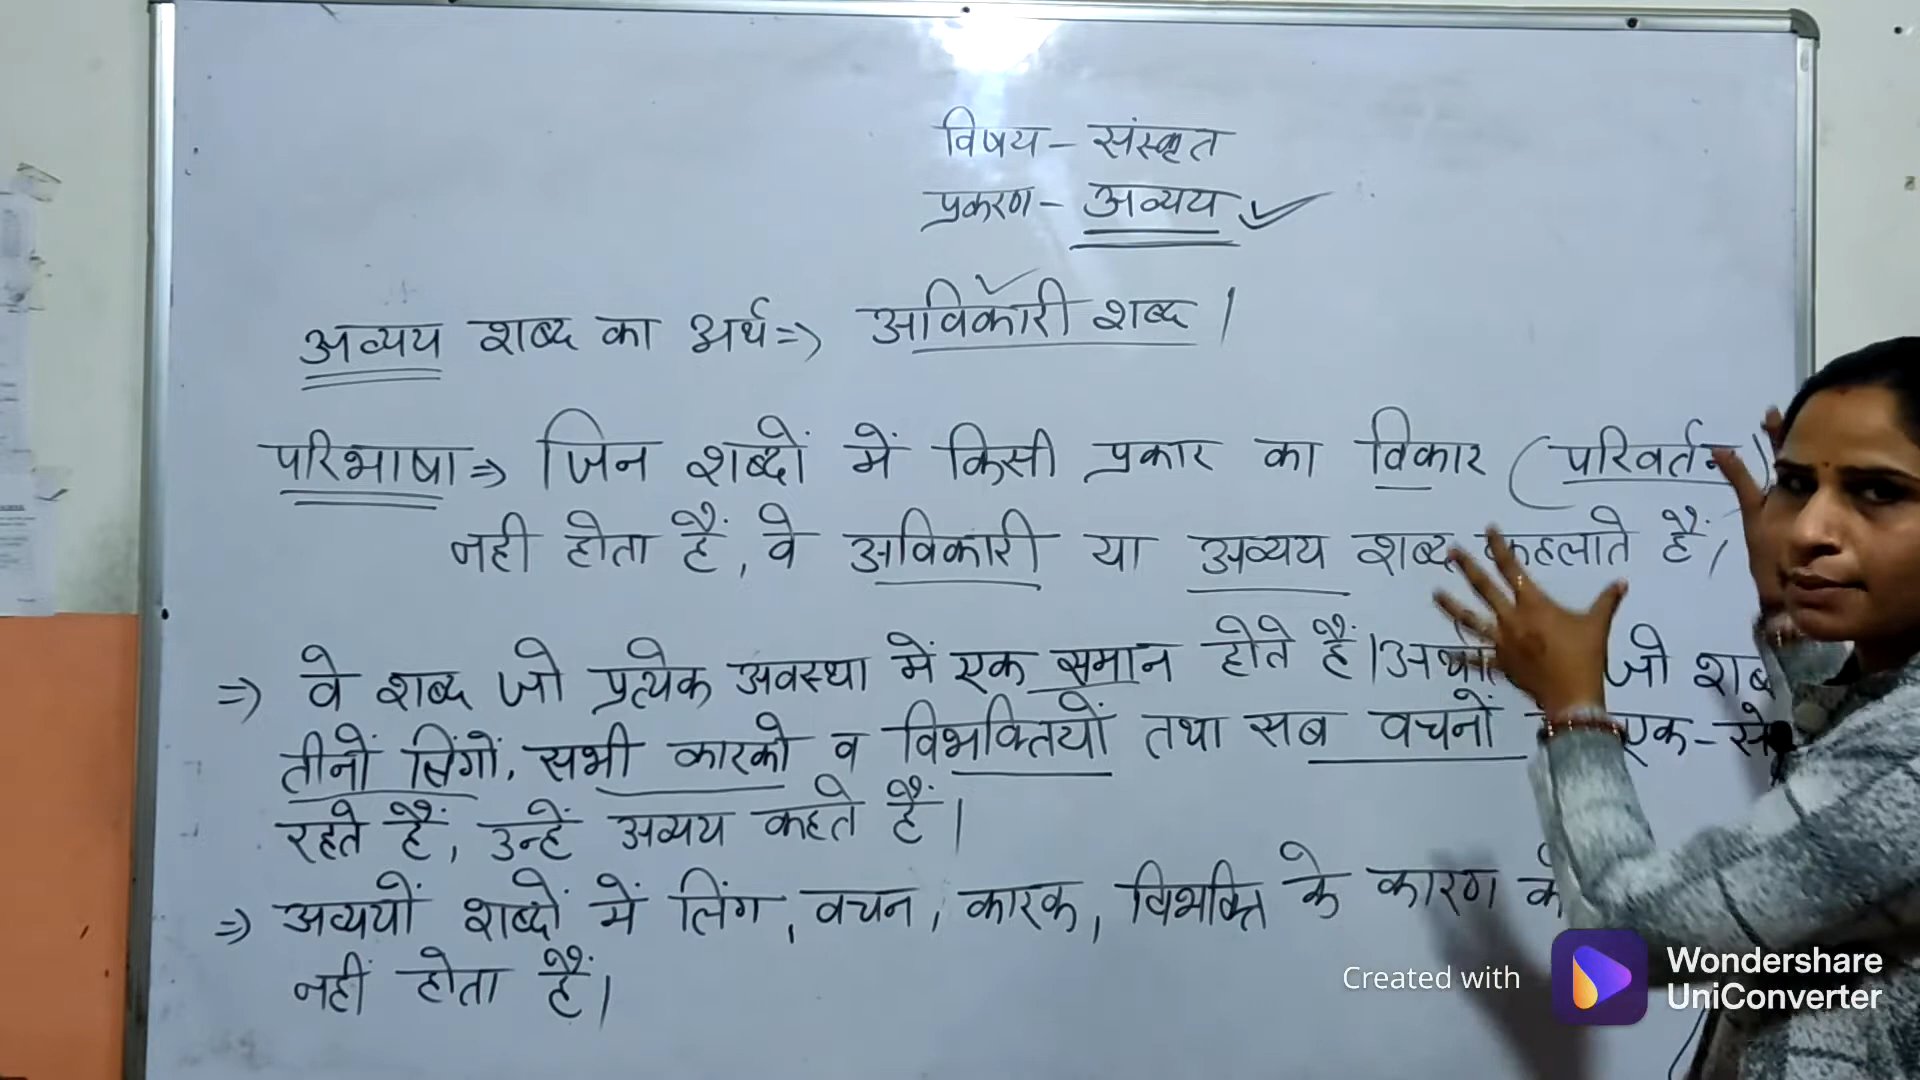 विषय - संस्कृत
प्रकरण - अव्यय
अव्यय शब्द का अर्थ => अविकारी शब्द।
परिभाषा => जिन शब्दों में किसी प्रकार का विकार (परिवर्तन)
नही होता हैं, वे अविकारी या अव्यय शब्द कहलाते हैं।
=> वे शब्द जो प्रत्येक अवस्था में एक समान होते हैं। जो
तीनों लिंगों, सभी कारको व विभक्तियों तथा सब वचनों एक-से
रहते हैं, उन्हें अव्यय कहते हैं।
=> अव्ययों शब्दों में लिंग, वचन, कारक, विभक्ति के कारण
नहीं होता हैं।
Created with
Wondershare
UniConverter